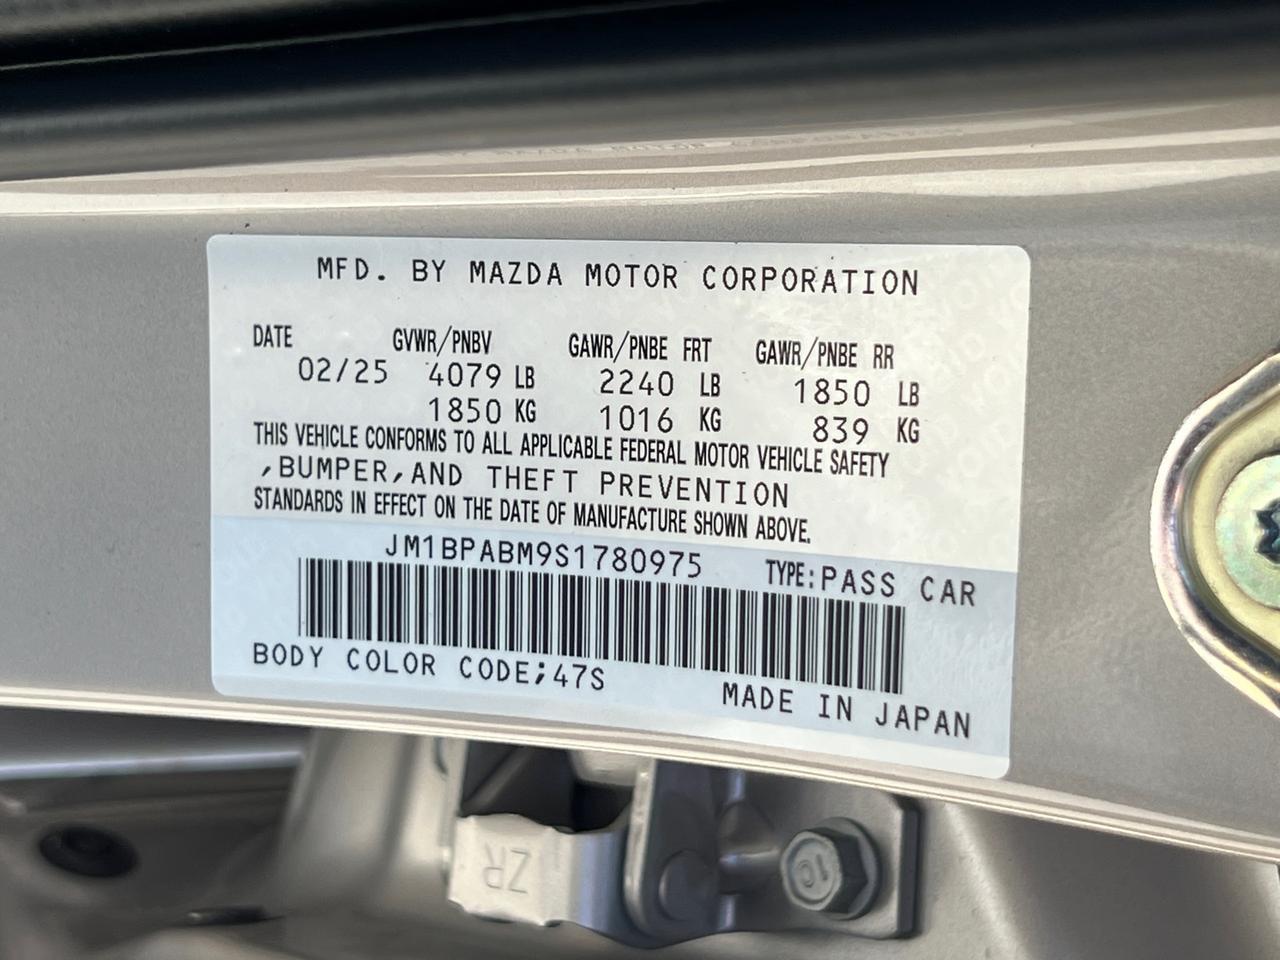 MFD. BY MAZDA MOTOR CORPORATION
DATE GVWR/PNBV GAWR/PNBE FRT GAWR/PNBE RR
02/25 4079 LB 2240 LB 1850 LB
1850 KG 1016 KG 839 KG
THIS VEHICLE CONFORMS TO ALL APPLICABLE FEDERAL MOTOR VEHICLE SAFETY
,BUMPER,AND THEFT PREVENTION
STANDARDS IN EFFECT ON THE DATE OF MANUFACTURE SHOWN ABOVE.
JM1BPABM9S1780975 TYPE:PASS CAR
BODY COLOR CODE;47S
MADE IN JAPAN
ZR
10